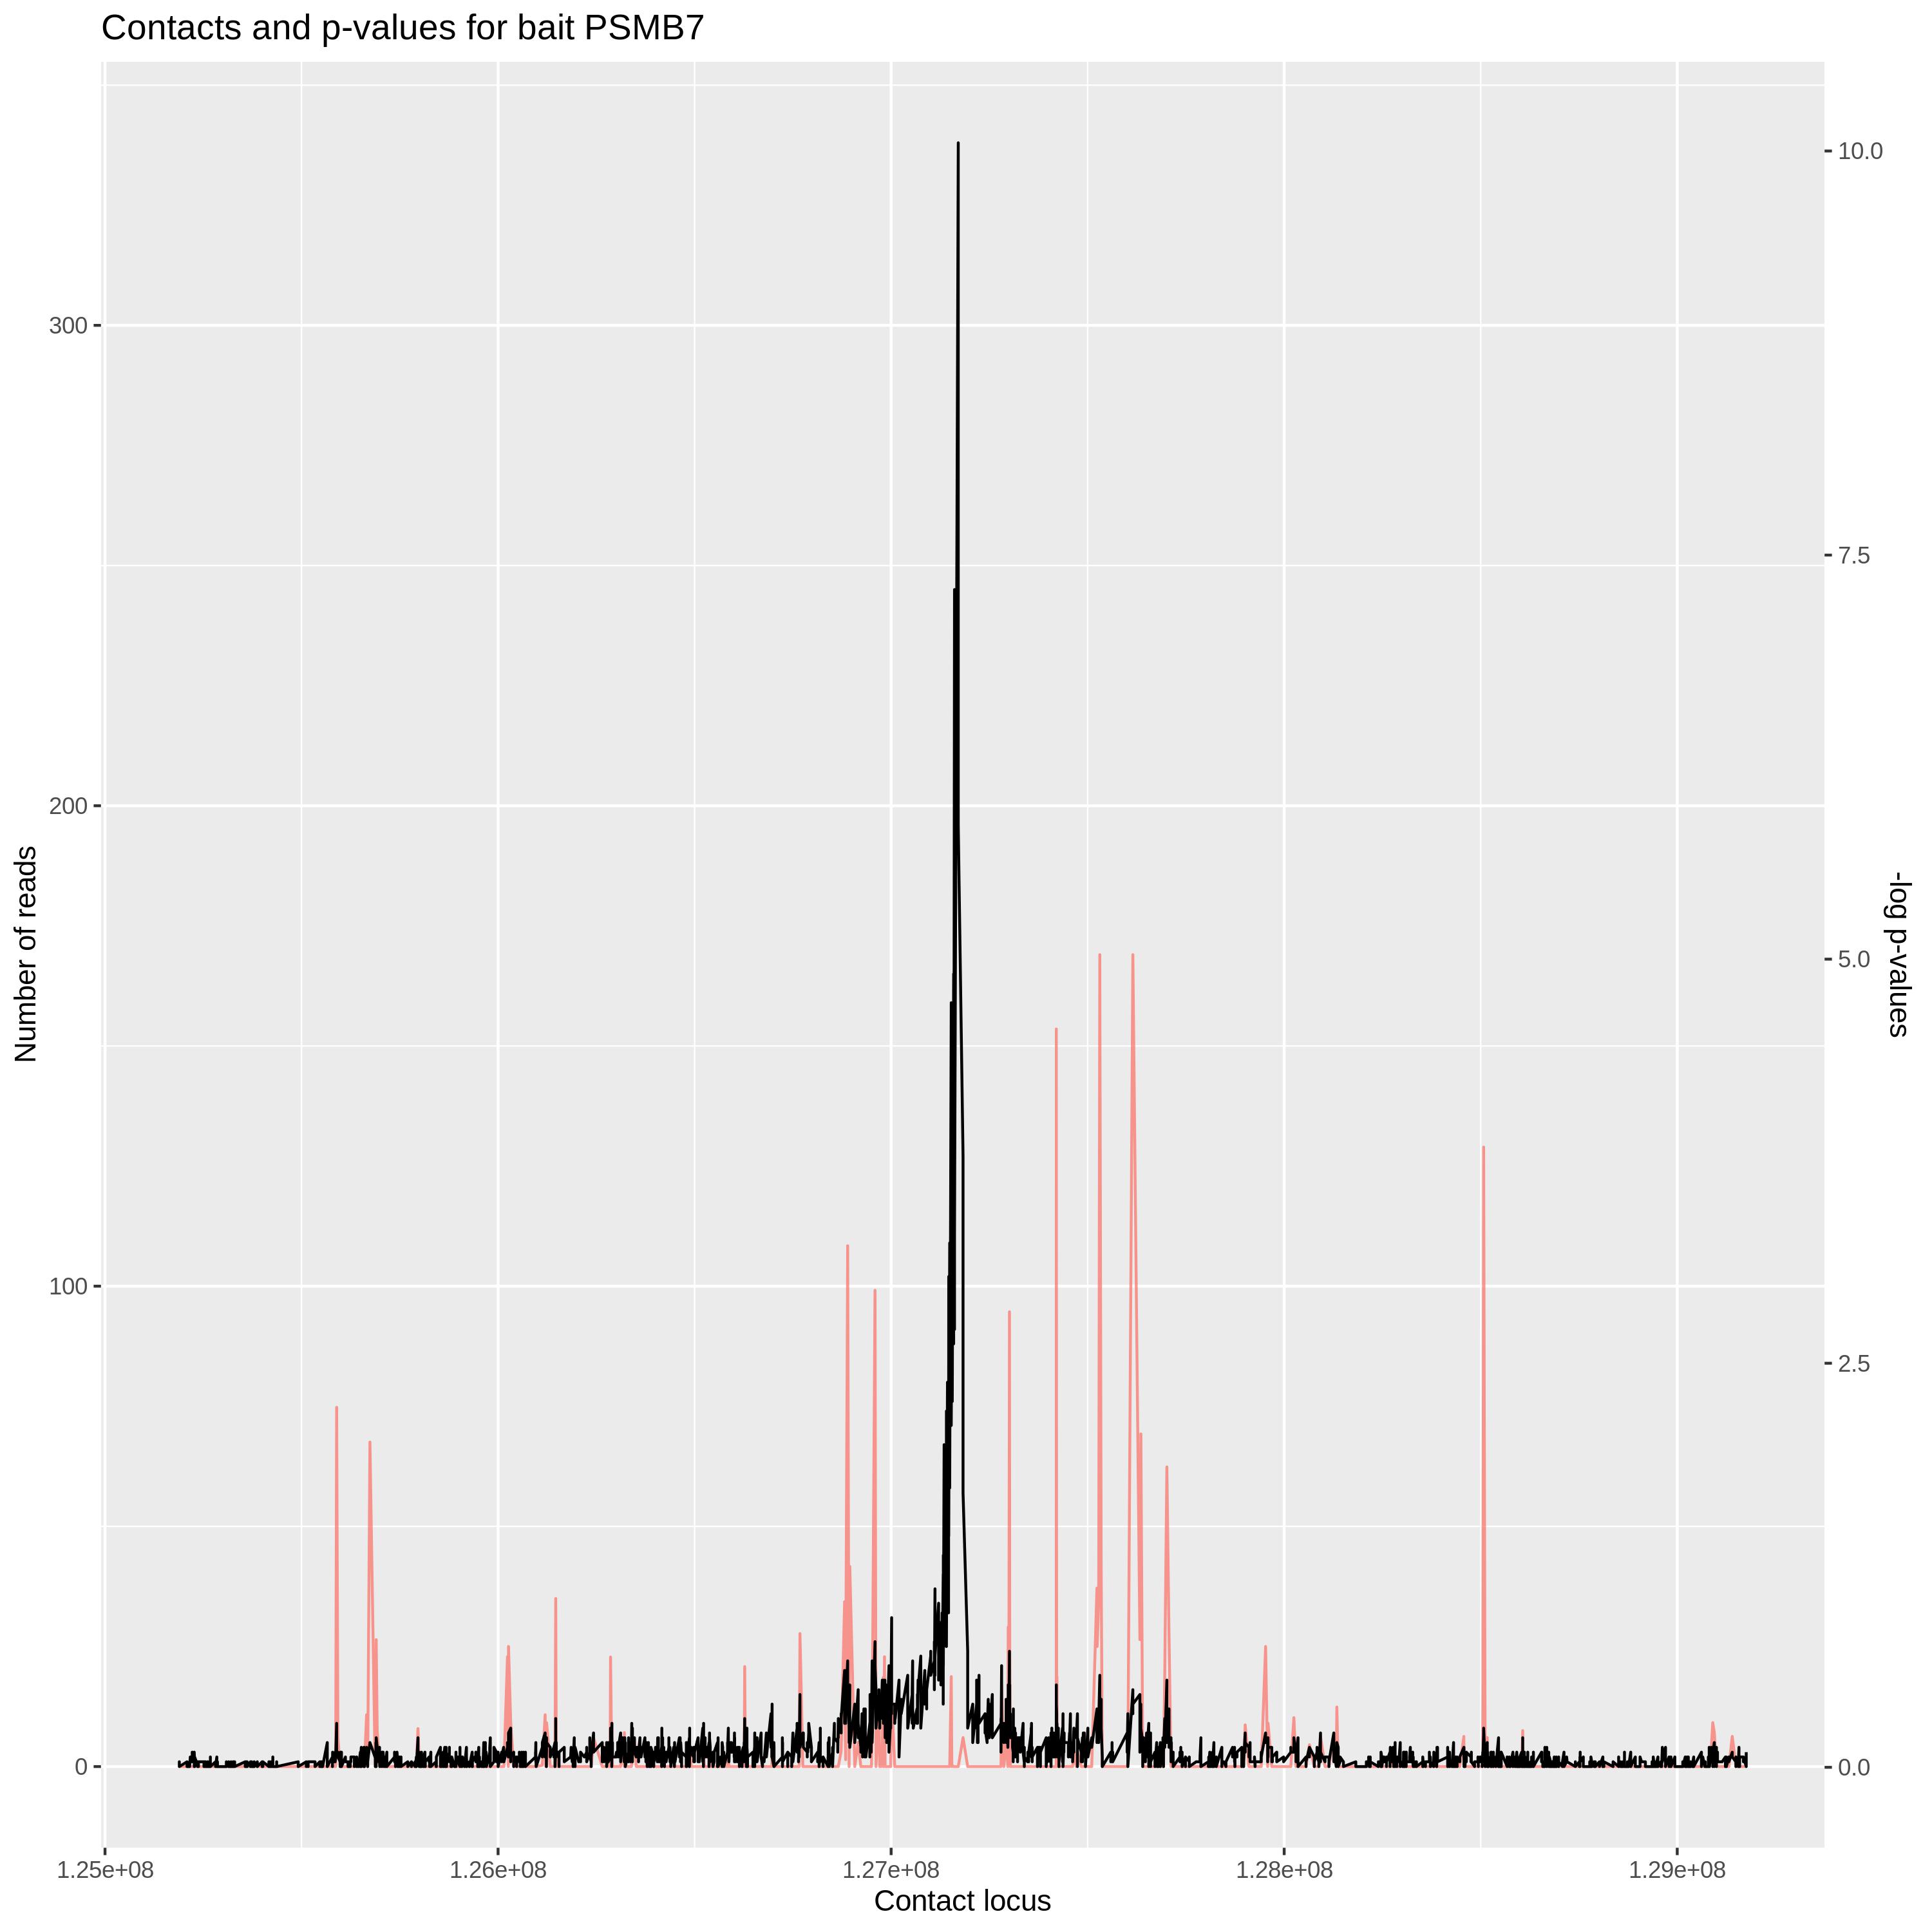 Contacts and p-values for bait PSMB7
Number of reads
300
200
100
0
10.0
7.5
5.0
2.5
0.0
-log p-values
1.25e+08 1.26e+08 1.27e+08 1.28e+08 1.29e+08
Contact locus